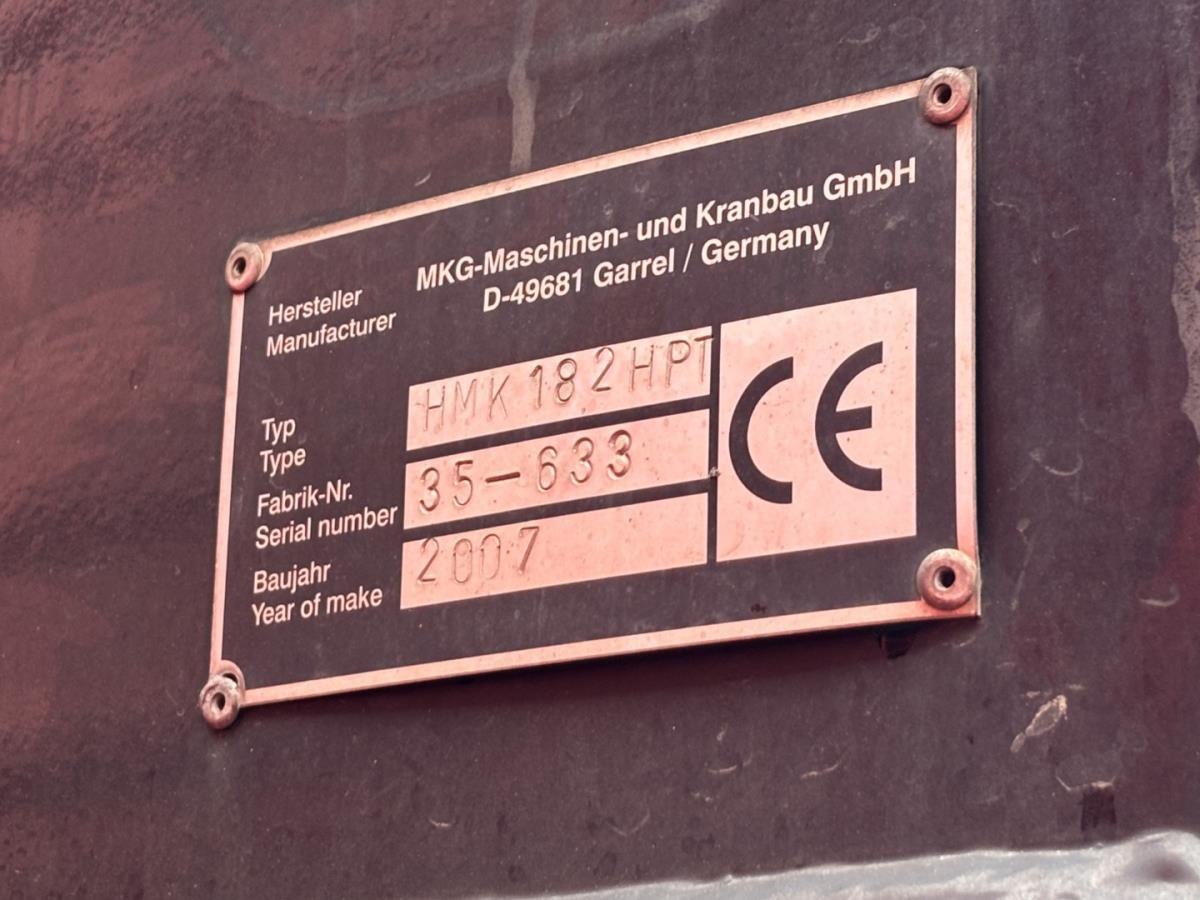 MKG-Maschinen- und Kranbau GmbH
D-49681 Garrel / Germany
Hersteller
Manufacturer
Typ
Type
HMK 182 HPT
Fabrik-Nr.
Serial number
35-633
Baujahr
Year of make
2007
CE